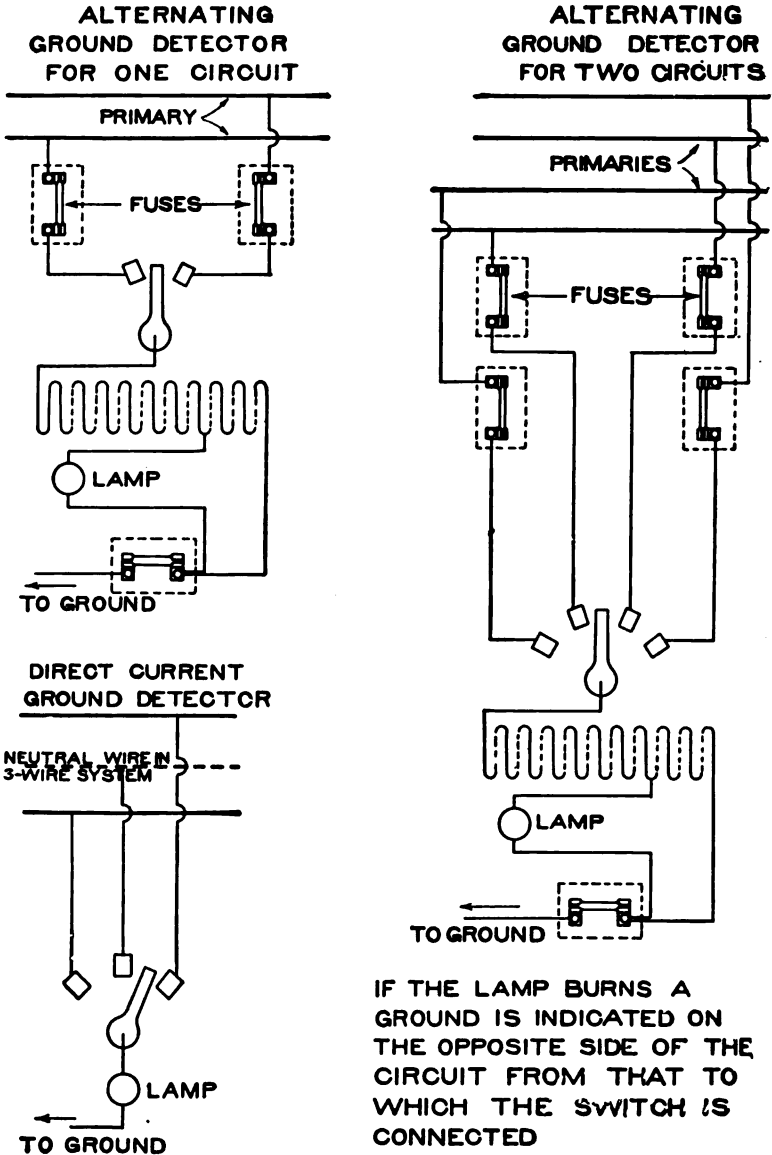 ALTERNATING
GROUND DETECTOR
FOR ONE CIRCUIT
PRIMARY
FUSES
LAMP
TO GROUND
ALTERNATING
GROUND DETECTOR
FOR TWO CIRCUITS
PRIMARIES
FUSES
LAMP
TO GROUND
DIRECT CURRENT
GROUND DETECTOR
NEUTRAL WIRE IN
3-WIRE SYSTEM
LAMP
TO GROUND
IF THE LAMP BURNS A
GROUND IS INDICATED ON
THE OPPOSITE SIDE OF THE
CIRCUIT FROM THAT TO
WHICH THE SWITCH IS
CONNECTED